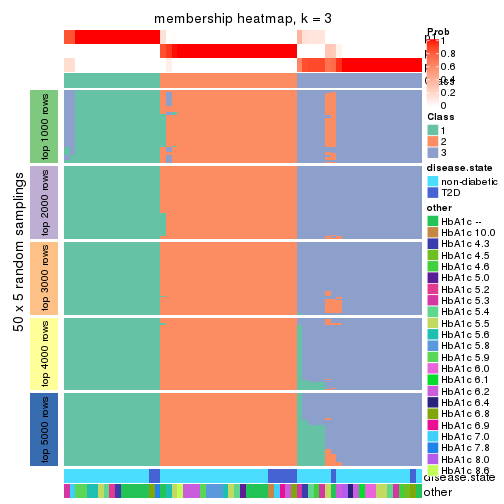 membership heatmap, k = 3
50 x 5 random samplings
top 1000 rows
top 2000 rows
top 3000 rows
top 4000 rows
top 5000 rows
disease.state
other
Prob
1
0.8
0.6
0.4
0.2
0
Class
1
2
3
disease.state
non-diabetic
T2D
other
HbA1c --
HbA1c 10.0
HbA1c 4.3
HbA1c 4.5
HbA1c 4.6
HbA1c 5.0
HbA1c 5.2
HbA1c 5.3
HbA1c 5.4
HbA1c 5.5
HbA1c 5.6
HbA1c 5.8
HbA1c 5.9
HbA1c 6.0
HbA1c 6.1
HbA1c 6.2
HbA1c 6.4
HbA1c 6.8
HbA1c 6.9
HbA1c 7.0
HbA1c 7.8
HbA1c 8.0
HbA1c 8.6